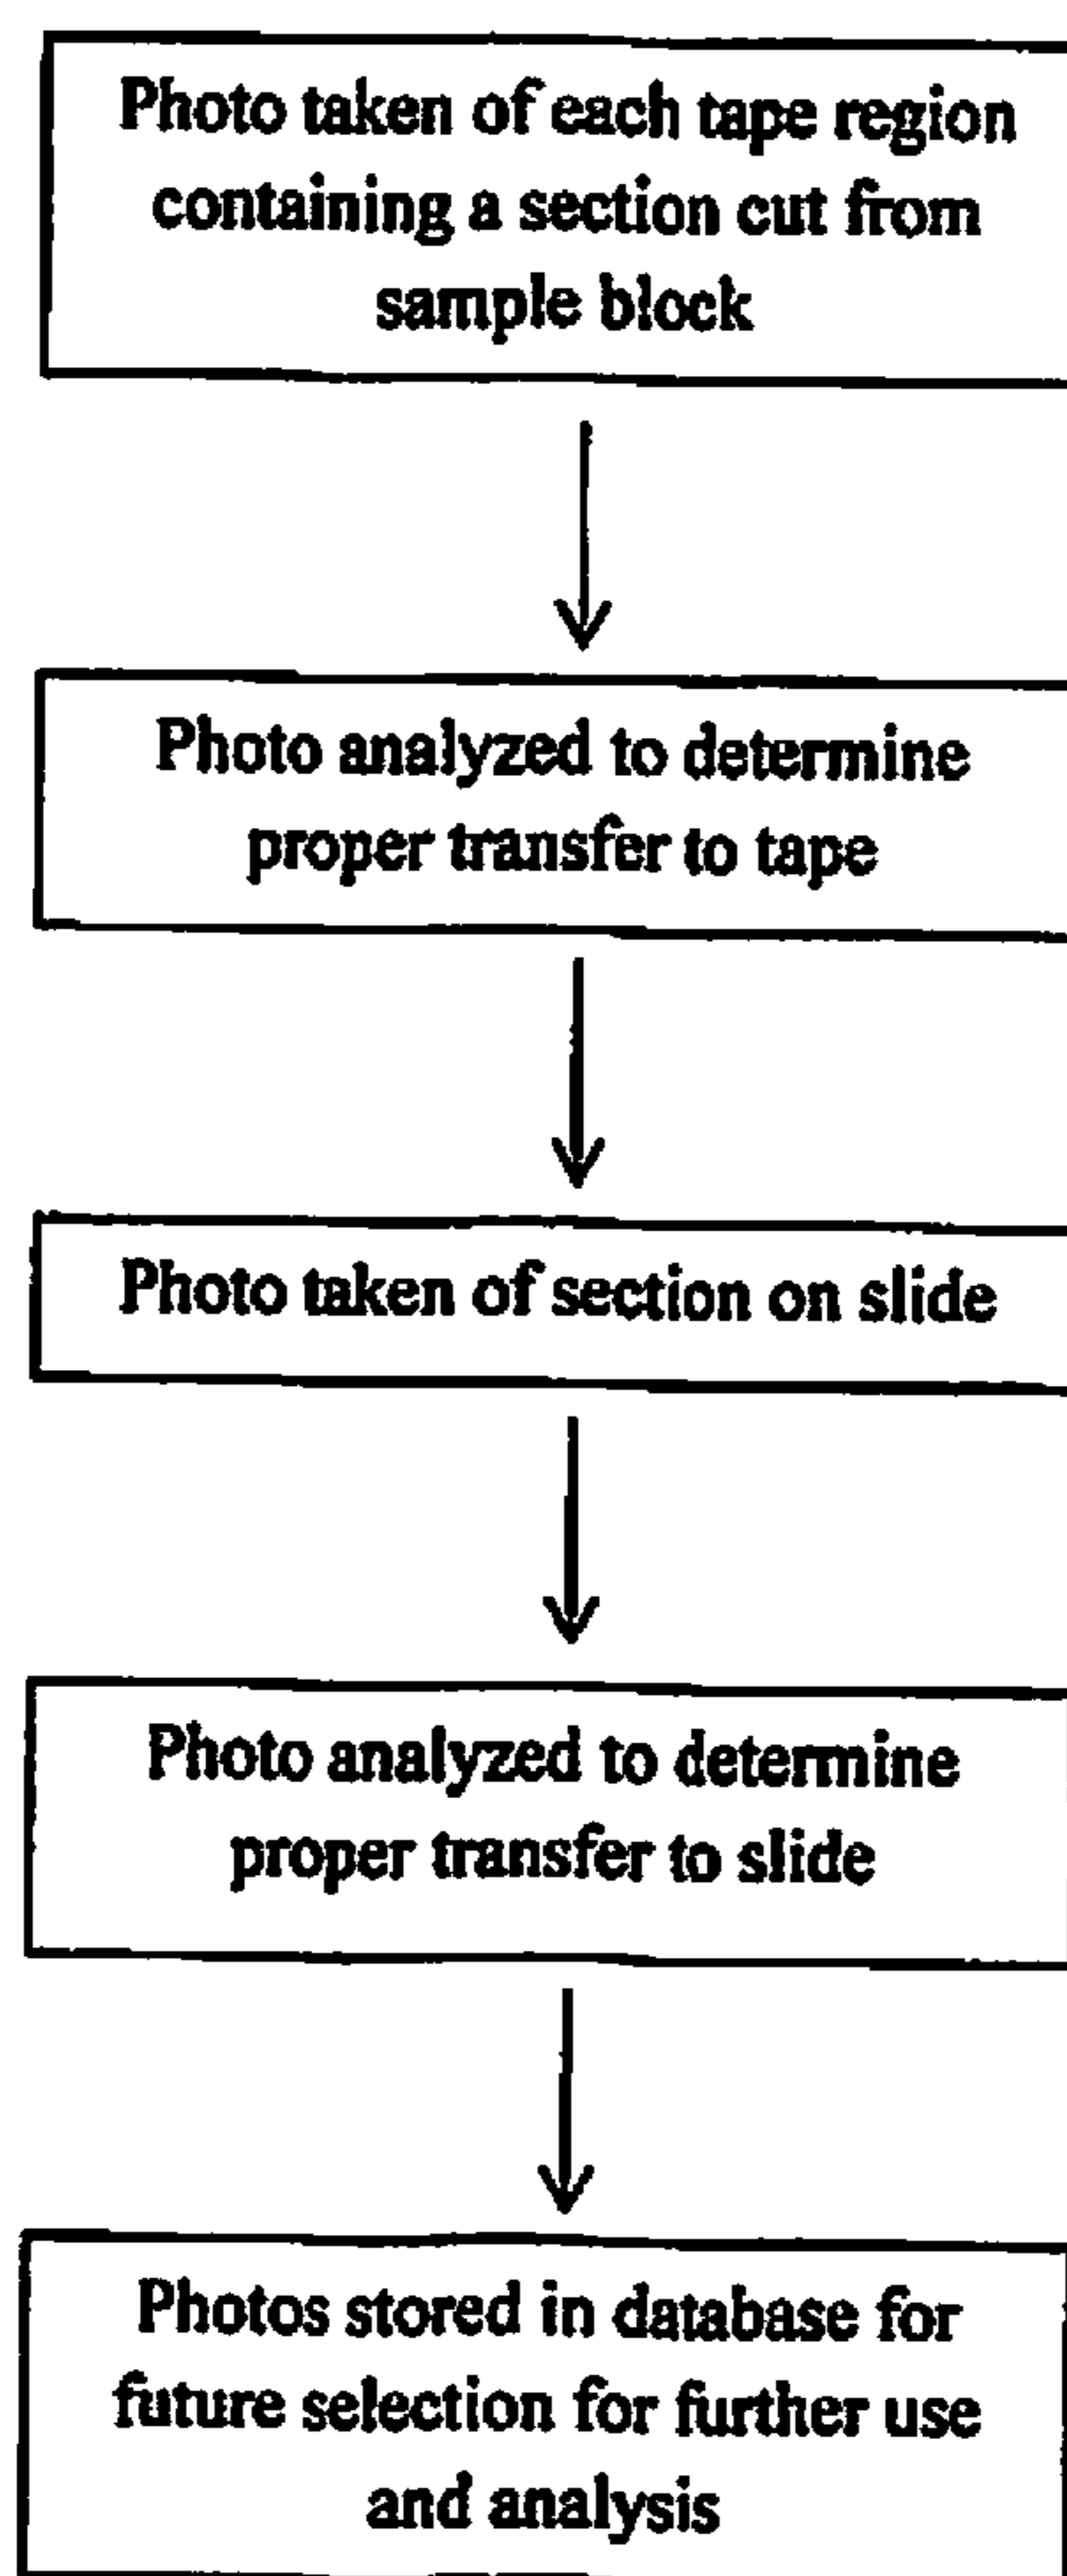 Photo taken of each tape region
containing a section cut from
sample block
Photo analyzed to determine
proper transfer to tape
Photo taken of section on slide
Photo analyzed to determine
proper transfer to slide
Photos stored in database for
future selection for further use
and analysis